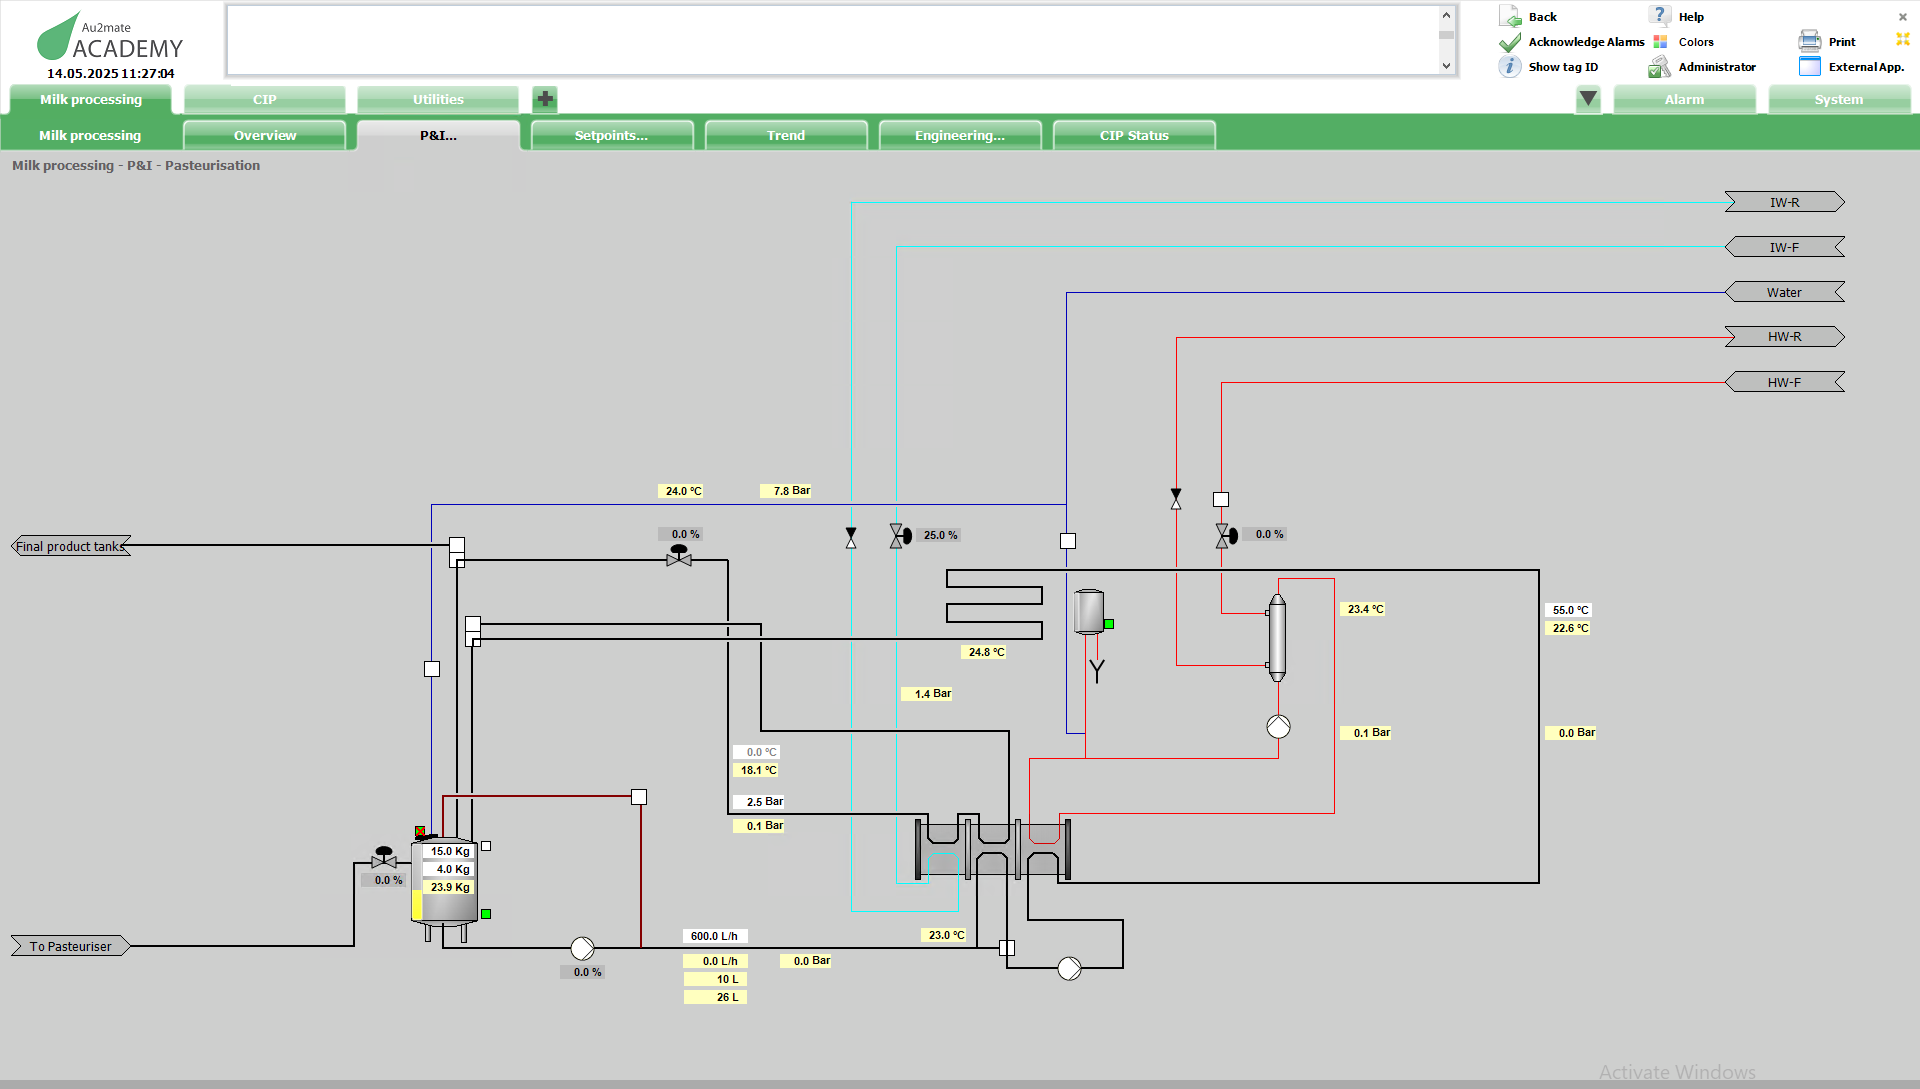 Au2mate
ACADEMY
14.05.2025 11:27:04
Back
Help
Acknowledge Alarms
Colors
Print
Show tag ID
Administrator
External App.
Milk processing
CIP
Utilities
Alarm
System
Milk processing
Overview
P&I...
Setpoints...
Trend
Engineering...
CIP Status
Milk processing - P&I - Pasteurisation
IW-R
IW-F
Water
HW-R
HW-F
24.0 °C
7.8 Bar
0.0 %
25.0 %
0.0 %
Final product tanks
23.4 °C
55.0 °C
22.6 °C
24.8 °C
1.4 Bar
0.1 Bar
0.0 Bar
0.0 °C
18.1 °C
2.5 Bar
0.1 Bar
15.0 Kg
4.0 Kg
23.9 Kg
0.0 %
To Pasteuriser
600.0 L/h
23.0 °C
0.0 L/h
0.0 Bar
0.0 %
10 L
26 L
Activate Windows